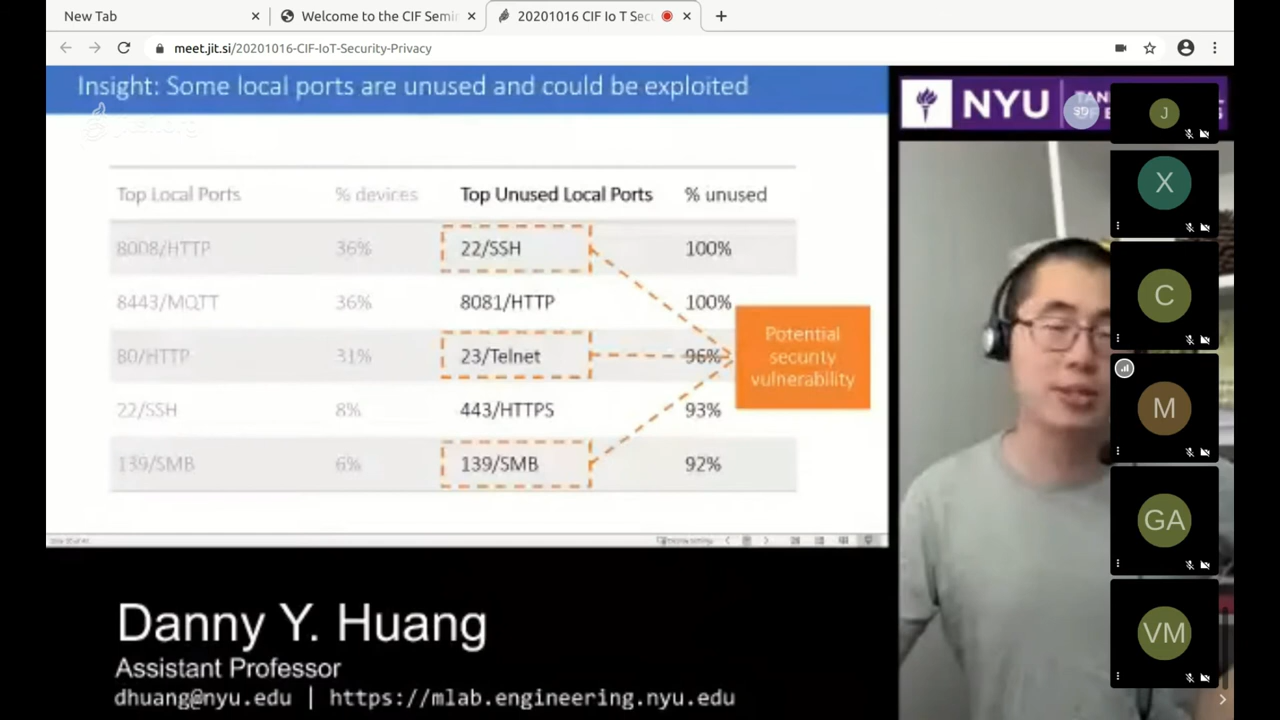 New Tab
Welcome to the CIF Semin
20201016 CIF Io T Secu
meet.jit.si/20201016-CIF-IoT-Security-Privacy
Insight: Some local ports are unused and could be exploited
Top Local Ports % devices Top Unused Local Ports % unused
8008/HTTP 36% 22/SSH 100%
8443/MQTT 36% 8081/HTTP 100%
80/HTTP 31% 23/Telnet 96%
22/SSH 8% 443/HTTPS 93%
139/SMB 6% 139/SMB 92%
Potential
security
vulnerability
NYU
TAN
SD
J
X
C
M
GA
VM
Danny Y. Huang
Assistant Professor
dhuang@nyu.edu | https://mlab.engineering.nyu.edu